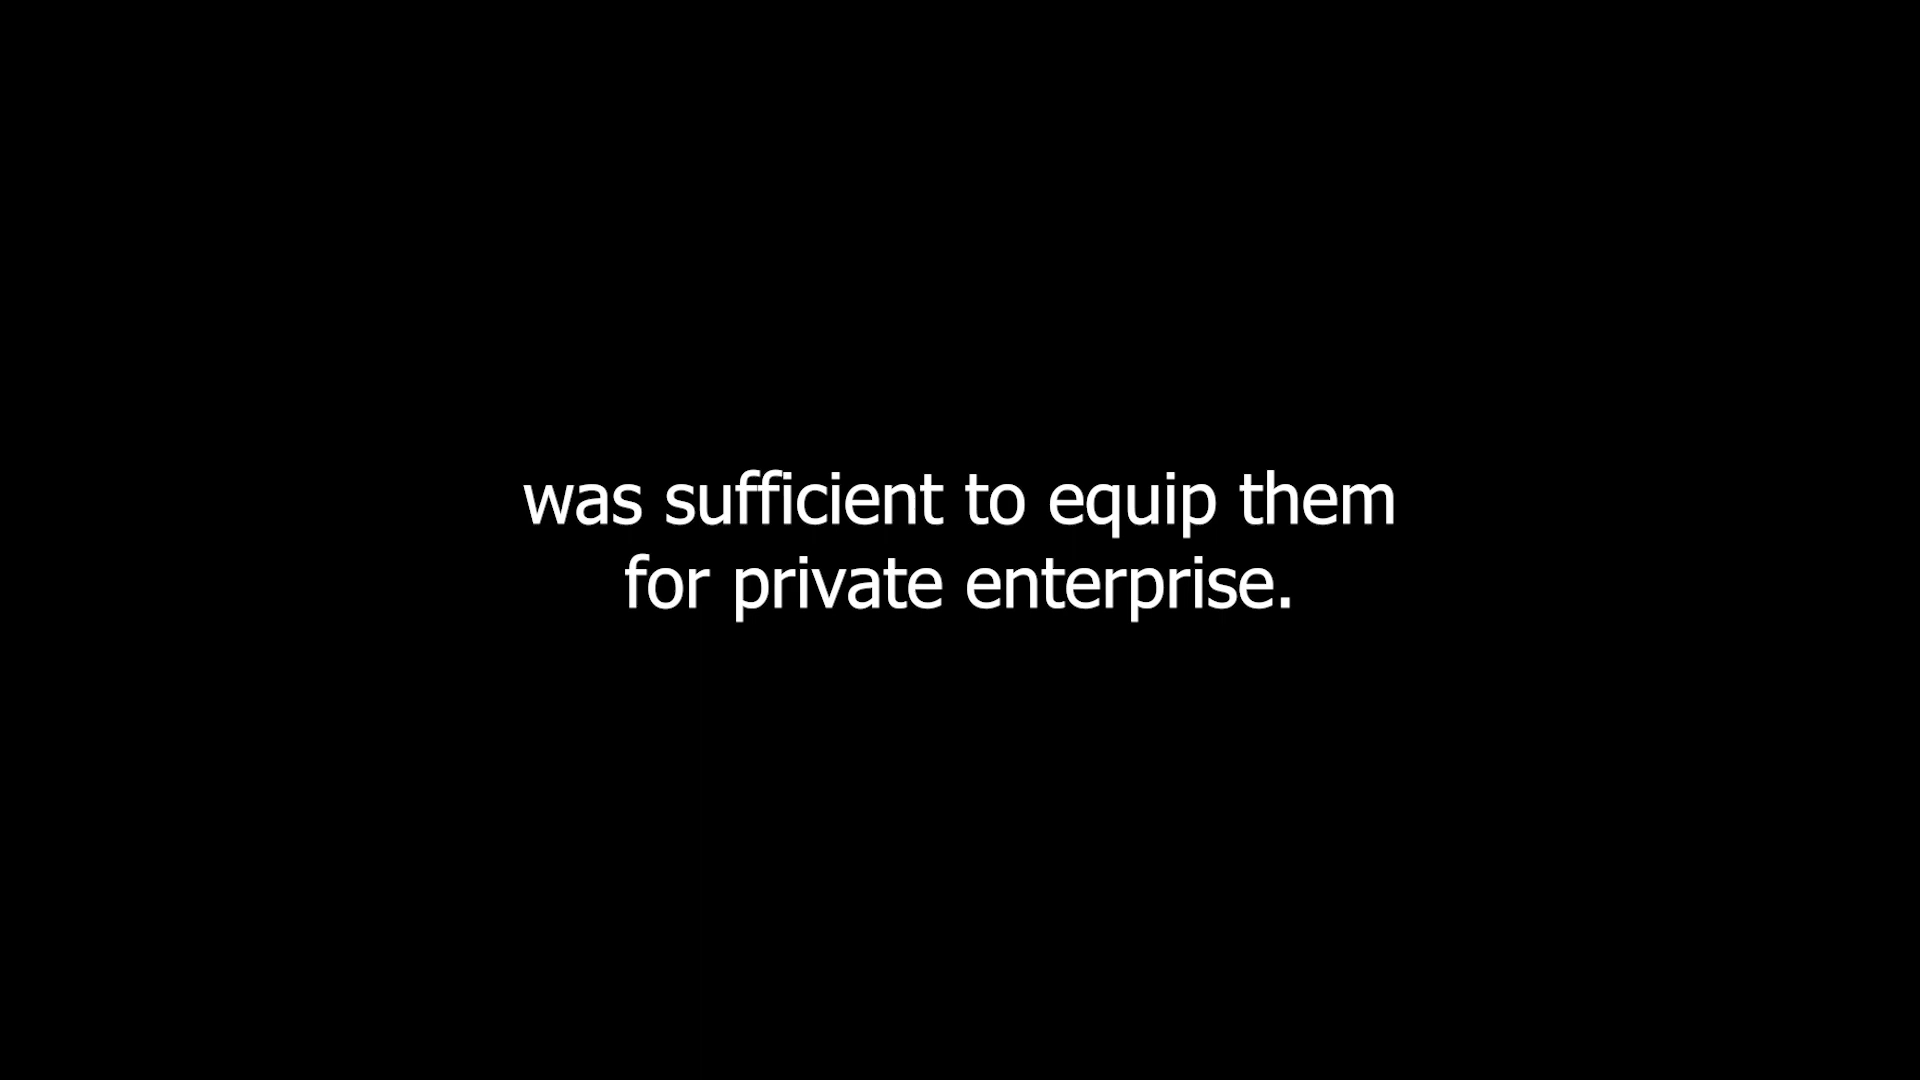 was sufficient to equip them
for private enterprise.